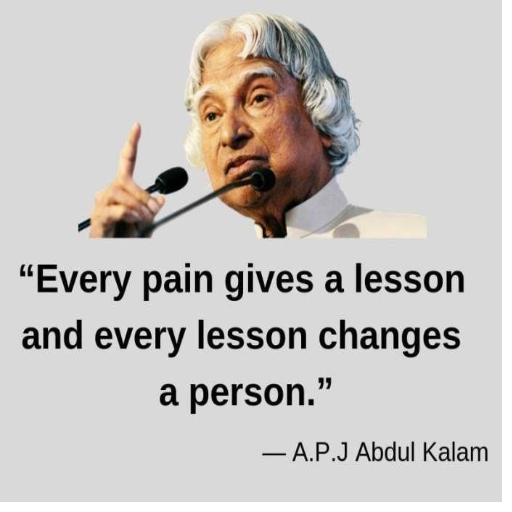 “Every pain gives a lesson
and every lesson changes
a person.”
— A.P.J Abdul Kalam